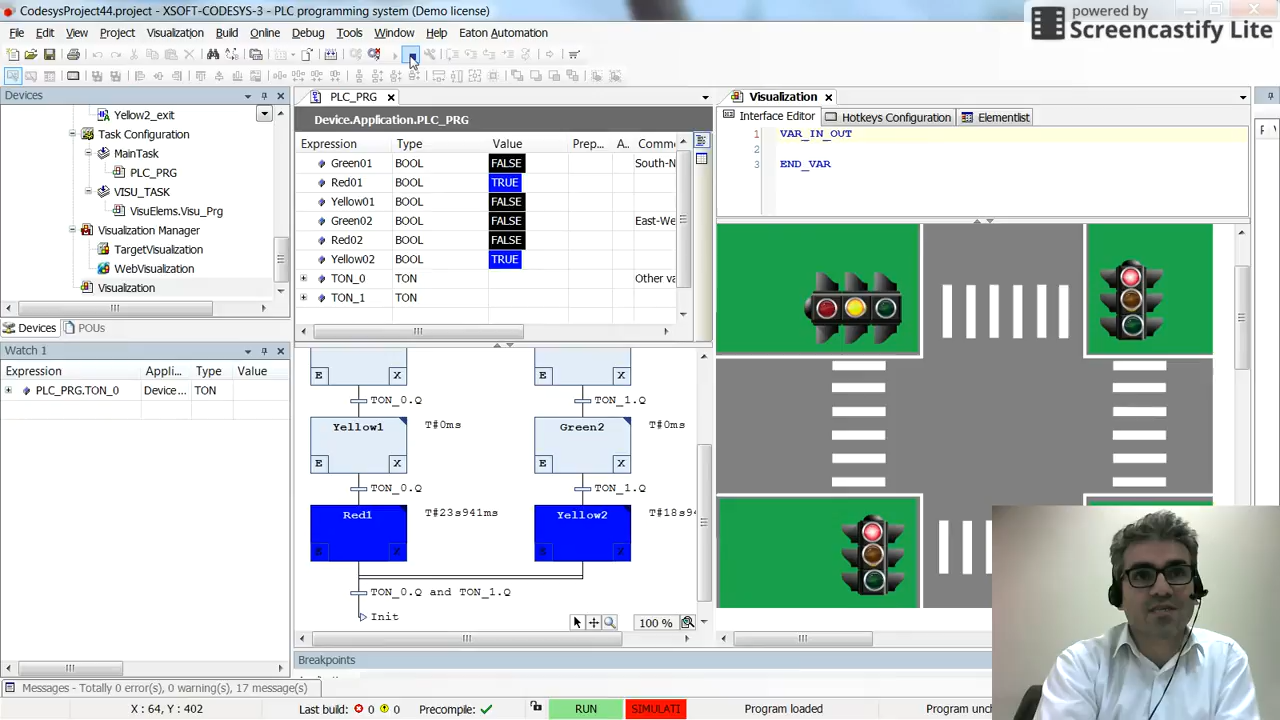 CodesysProject44.project - XSOFT-CODESYS-3 - PLC programming system (Demo license)
powered by
Screencastify Lite
File Edit View Project Visualization Build Online Debug Tools Window Help Eaton Automation
Devices
Yellow2_exit
Task Configuration
MainTask
PLC_PRG
VISU_TASK
VisuElems.Visu_Prg
Visualization Manager
TargetVisualization
WebVisualization
Visualization
Devices POUs
Watch 1
Expression Appli... Type Value
PLC_PRG.TON_0 Device... TON
PLC_PRG
Device.Application.PLC_PRG
Expression Type Value Prep... A.. Comme
Green01 BOOL FALSE South-N
Red01 BOOL TRUE
Yellow01 BOOL FALSE
Green02 BOOL FALSE East-We
Red02 BOOL FALSE
Yellow02 BOOL TRUE
TON_0 TON Other va
TON_1 TON
E X E X
TON_0.Q TON_1.Q
Yellow1 T#0ms Green2 T#0ms
E X E X
TON_0.Q TON_1.Q
Red1 T#23s941ms Yellow2 T#18s94
E X E X
TON_0.Q and TON_1.Q
Init
100 %
Breakpoints
Visualization
Interface Editor Hotkeys Configuration Elementlist
1 VAR_IN_OUT
2
3 END_VAR
Messages - Totally 0 error(s), 0 warning(s), 17 message(s)
X : 64, Y : 402 Last build: 0 0 Precompile: RUN SIMULATI Program loaded Program unch